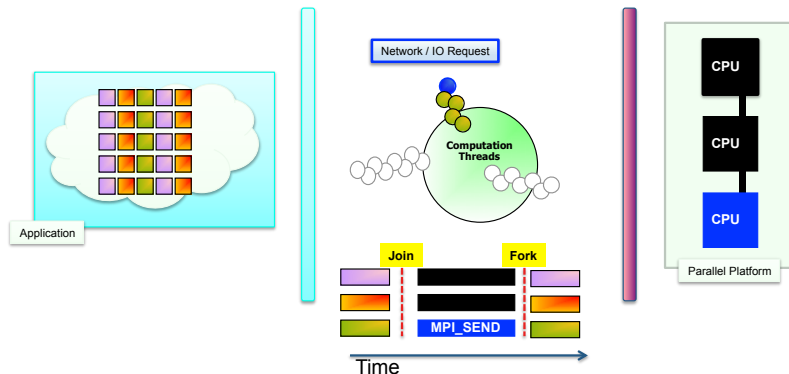 Network / IO Request
CPU
Computation
Threads
CPU
CPU
Application
Join
Fork
Parallel Platform
MPI_SEND
Time